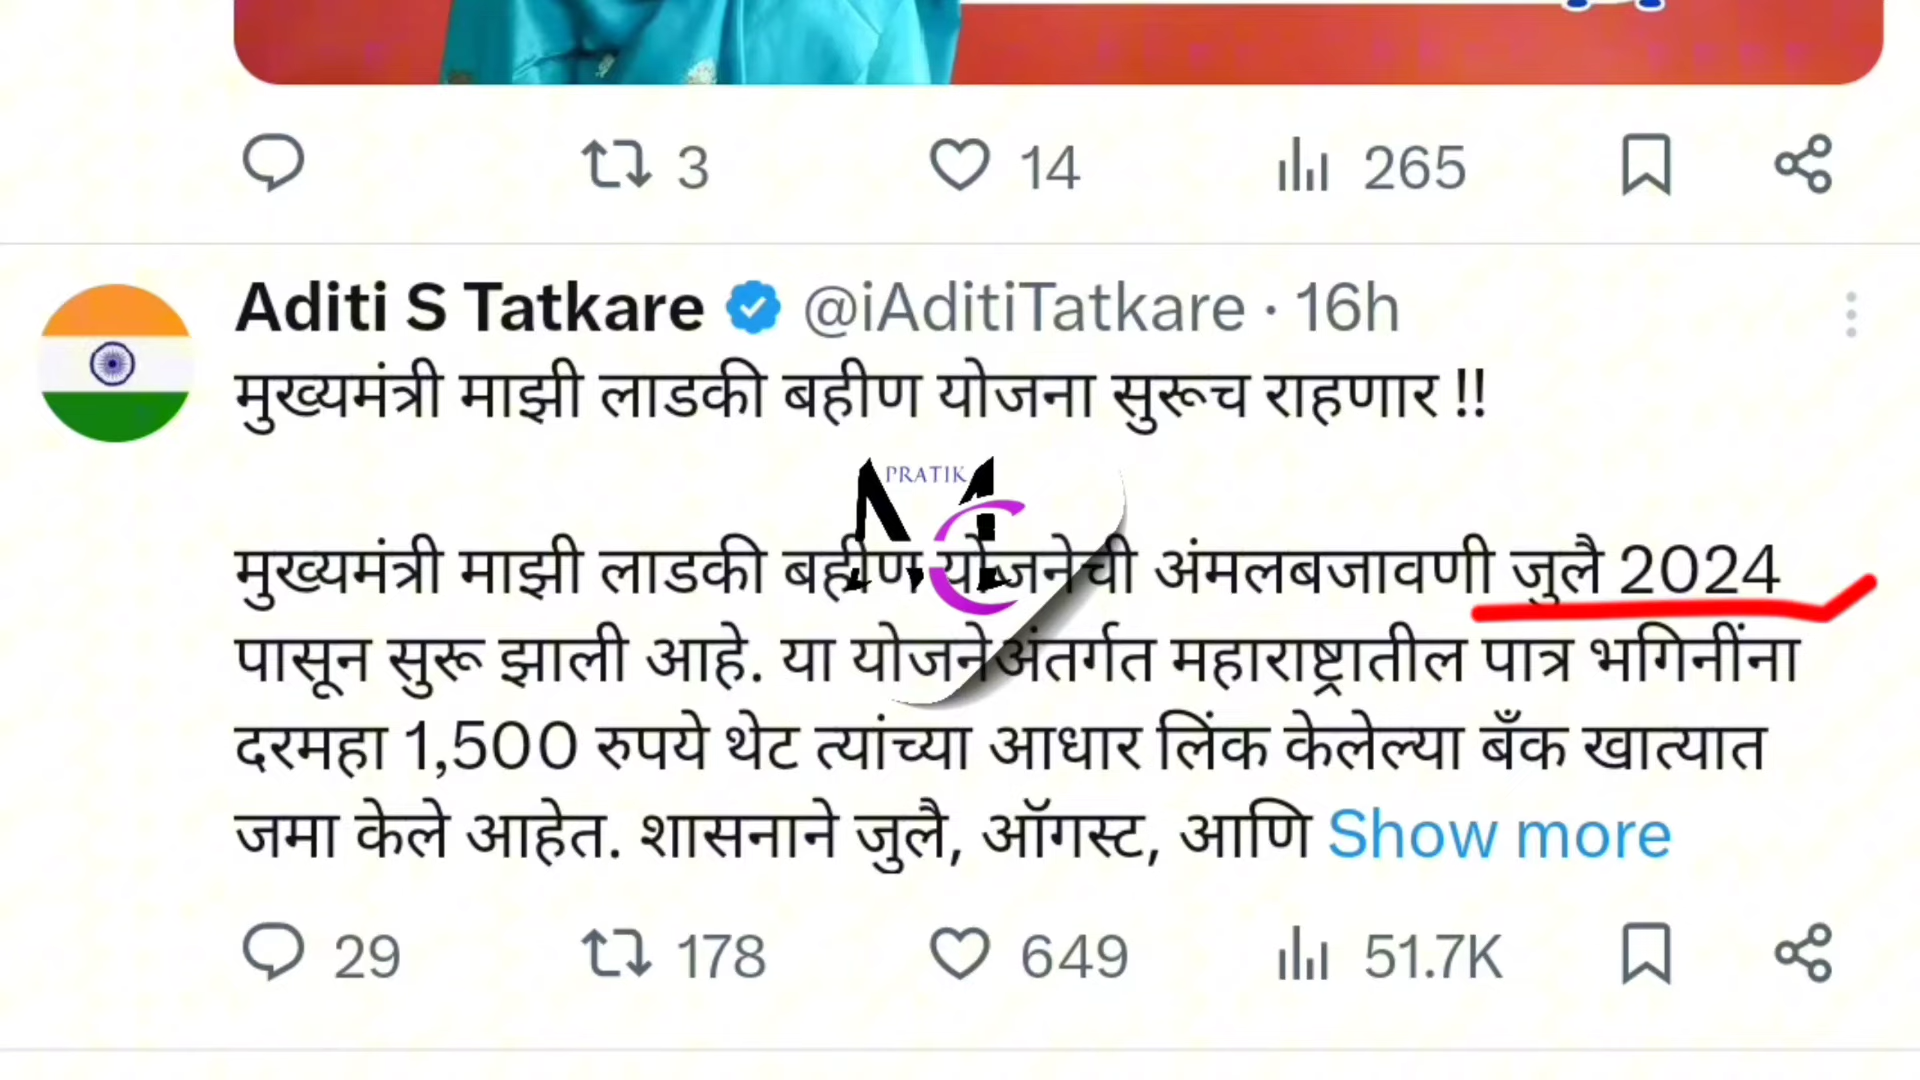 3 14 265
Aditi S Tatkare @iAditiTatkare · 16h
मुख्यमंत्री माझी लाडकी बहीण योजना सुरूच राहणार !!
PRATIK
मुख्यमंत्री माझी लाडकी बहीण योजनेची अंमलबजावणी जुलै 2024
पासून सुरू झाली आहे. या योजनेअंतर्गत महाराष्ट्रातील पात्र भगिनींना
दरमहा 1,500 रुपये थेट त्यांच्या आधार लिंक केलेल्या बँक खात्यात
जमा केले आहेत. शासनाने जुलै, ऑगस्ट, आणि Show more
29 178 649 51.7K